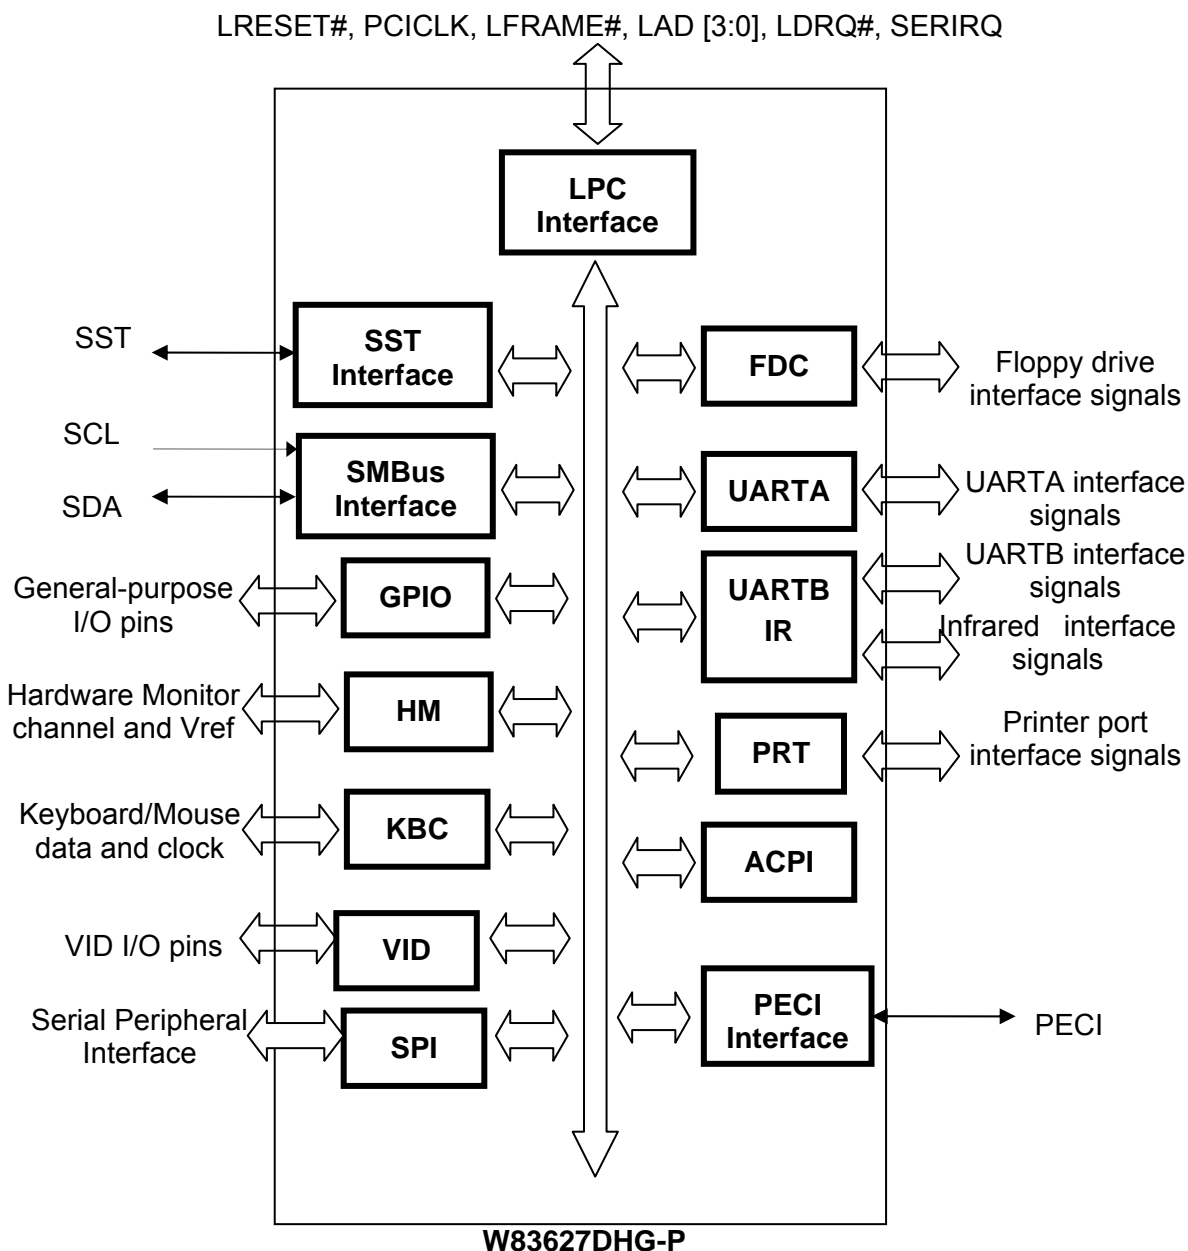 LRESET#, PCICLK, LFRAME#, LAD [3:0], LDRQ#, SERIRQ
LPC
Interface
SST
SST
Interface
SCL
SDA
SMBus
Interface
General-purpose
I/O pins
GPIO
Hardware Monitor
channel and Vref
HM
Keyboard/Mouse
data and clock
KBC
VID I/O pins
VID
Serial Peripheral
Interface
SPI
FDC
Floppy drive
interface signals
UARTA
UARTA interface
signals
UARTB
IR
UARTB interface
signals
Infrared interface
signals
PRT
Printer port
interface signals
ACPI
PECI
Interface
PECI
W83627DHG-P